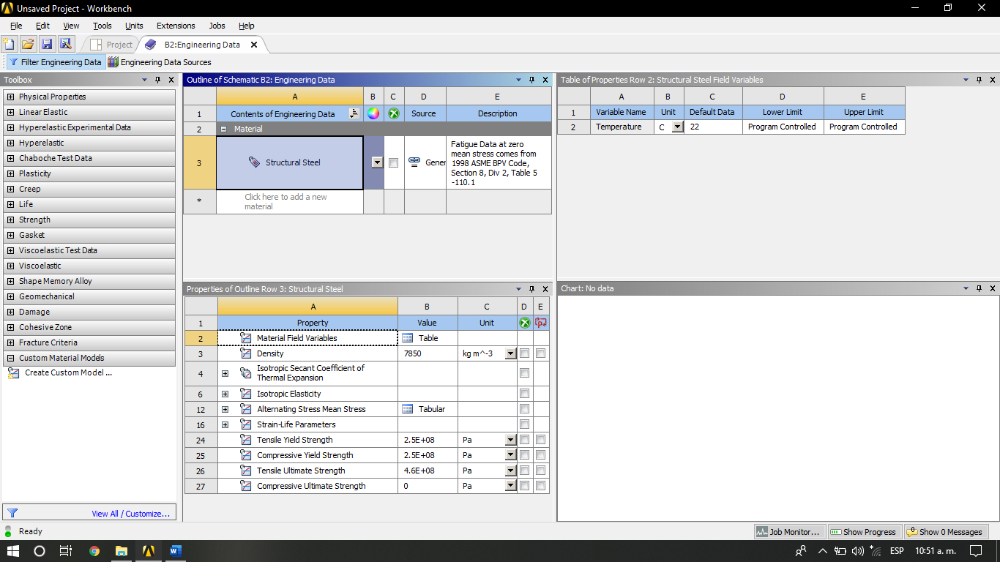 Unsaved Project - Workbench
File Edit View Tools Units Extensions Jobs Help
Project B2:Engineering Data
Filter Engineering Data Engineering Data Sources
Toolbox
Physical Properties
Linear Elastic
Hyperelastic Experimental Data
Hyperelastic
Chaboche Test Data
Plasticity
Creep
Life
Strength
Gasket
Viscoelastic Test Data
Viscoelastic
Shape Memory Alloy
Geomechanical
Damage
Cohesive Zone
Fracture Criteria
Custom Material Models
Create Custom Model ...
View All / Customize...
Outline of Schematic B2: Engineering Data
A B C D E
1 Contents of Engineering Data Source Description
2 Material
3 Structural Steel Gener
Fatigue Data at zero
mean stress comes from
1998 ASME BPV Code,
Section 8, Div 2, Table 5
-110.1
* Click here to add a new
material
Properties of Outline Row 3: Structural Steel
A B C D E
1 Property Value Unit
2 Material Field Variables Table
3 Density 7850 kg m^-3
4 Isotropic Secant Coefficient of
Thermal Expansion
6 Isotropic Elasticity
12 Alternating Stress Mean Stress Tabular
16 Strain-Life Parameters
24 Tensile Yield Strength 2.5E+08 Pa
25 Compressive Yield Strength 2.5E+08 Pa
26 Tensile Ultimate Strength 4.6E+08 Pa
27 Compressive Ultimate Strength 0 Pa
Table of Properties Row 2: Structural Steel Field Variables
A B C D E
1 Variable Name Unit Default Data Lower Limit Upper Limit
2 Temperature C 22 Program Controlled Program Controlled
Chart: No data
Ready
Job Monitor... Show Progress Show 0 Messages
ESP 10:51 a. m.